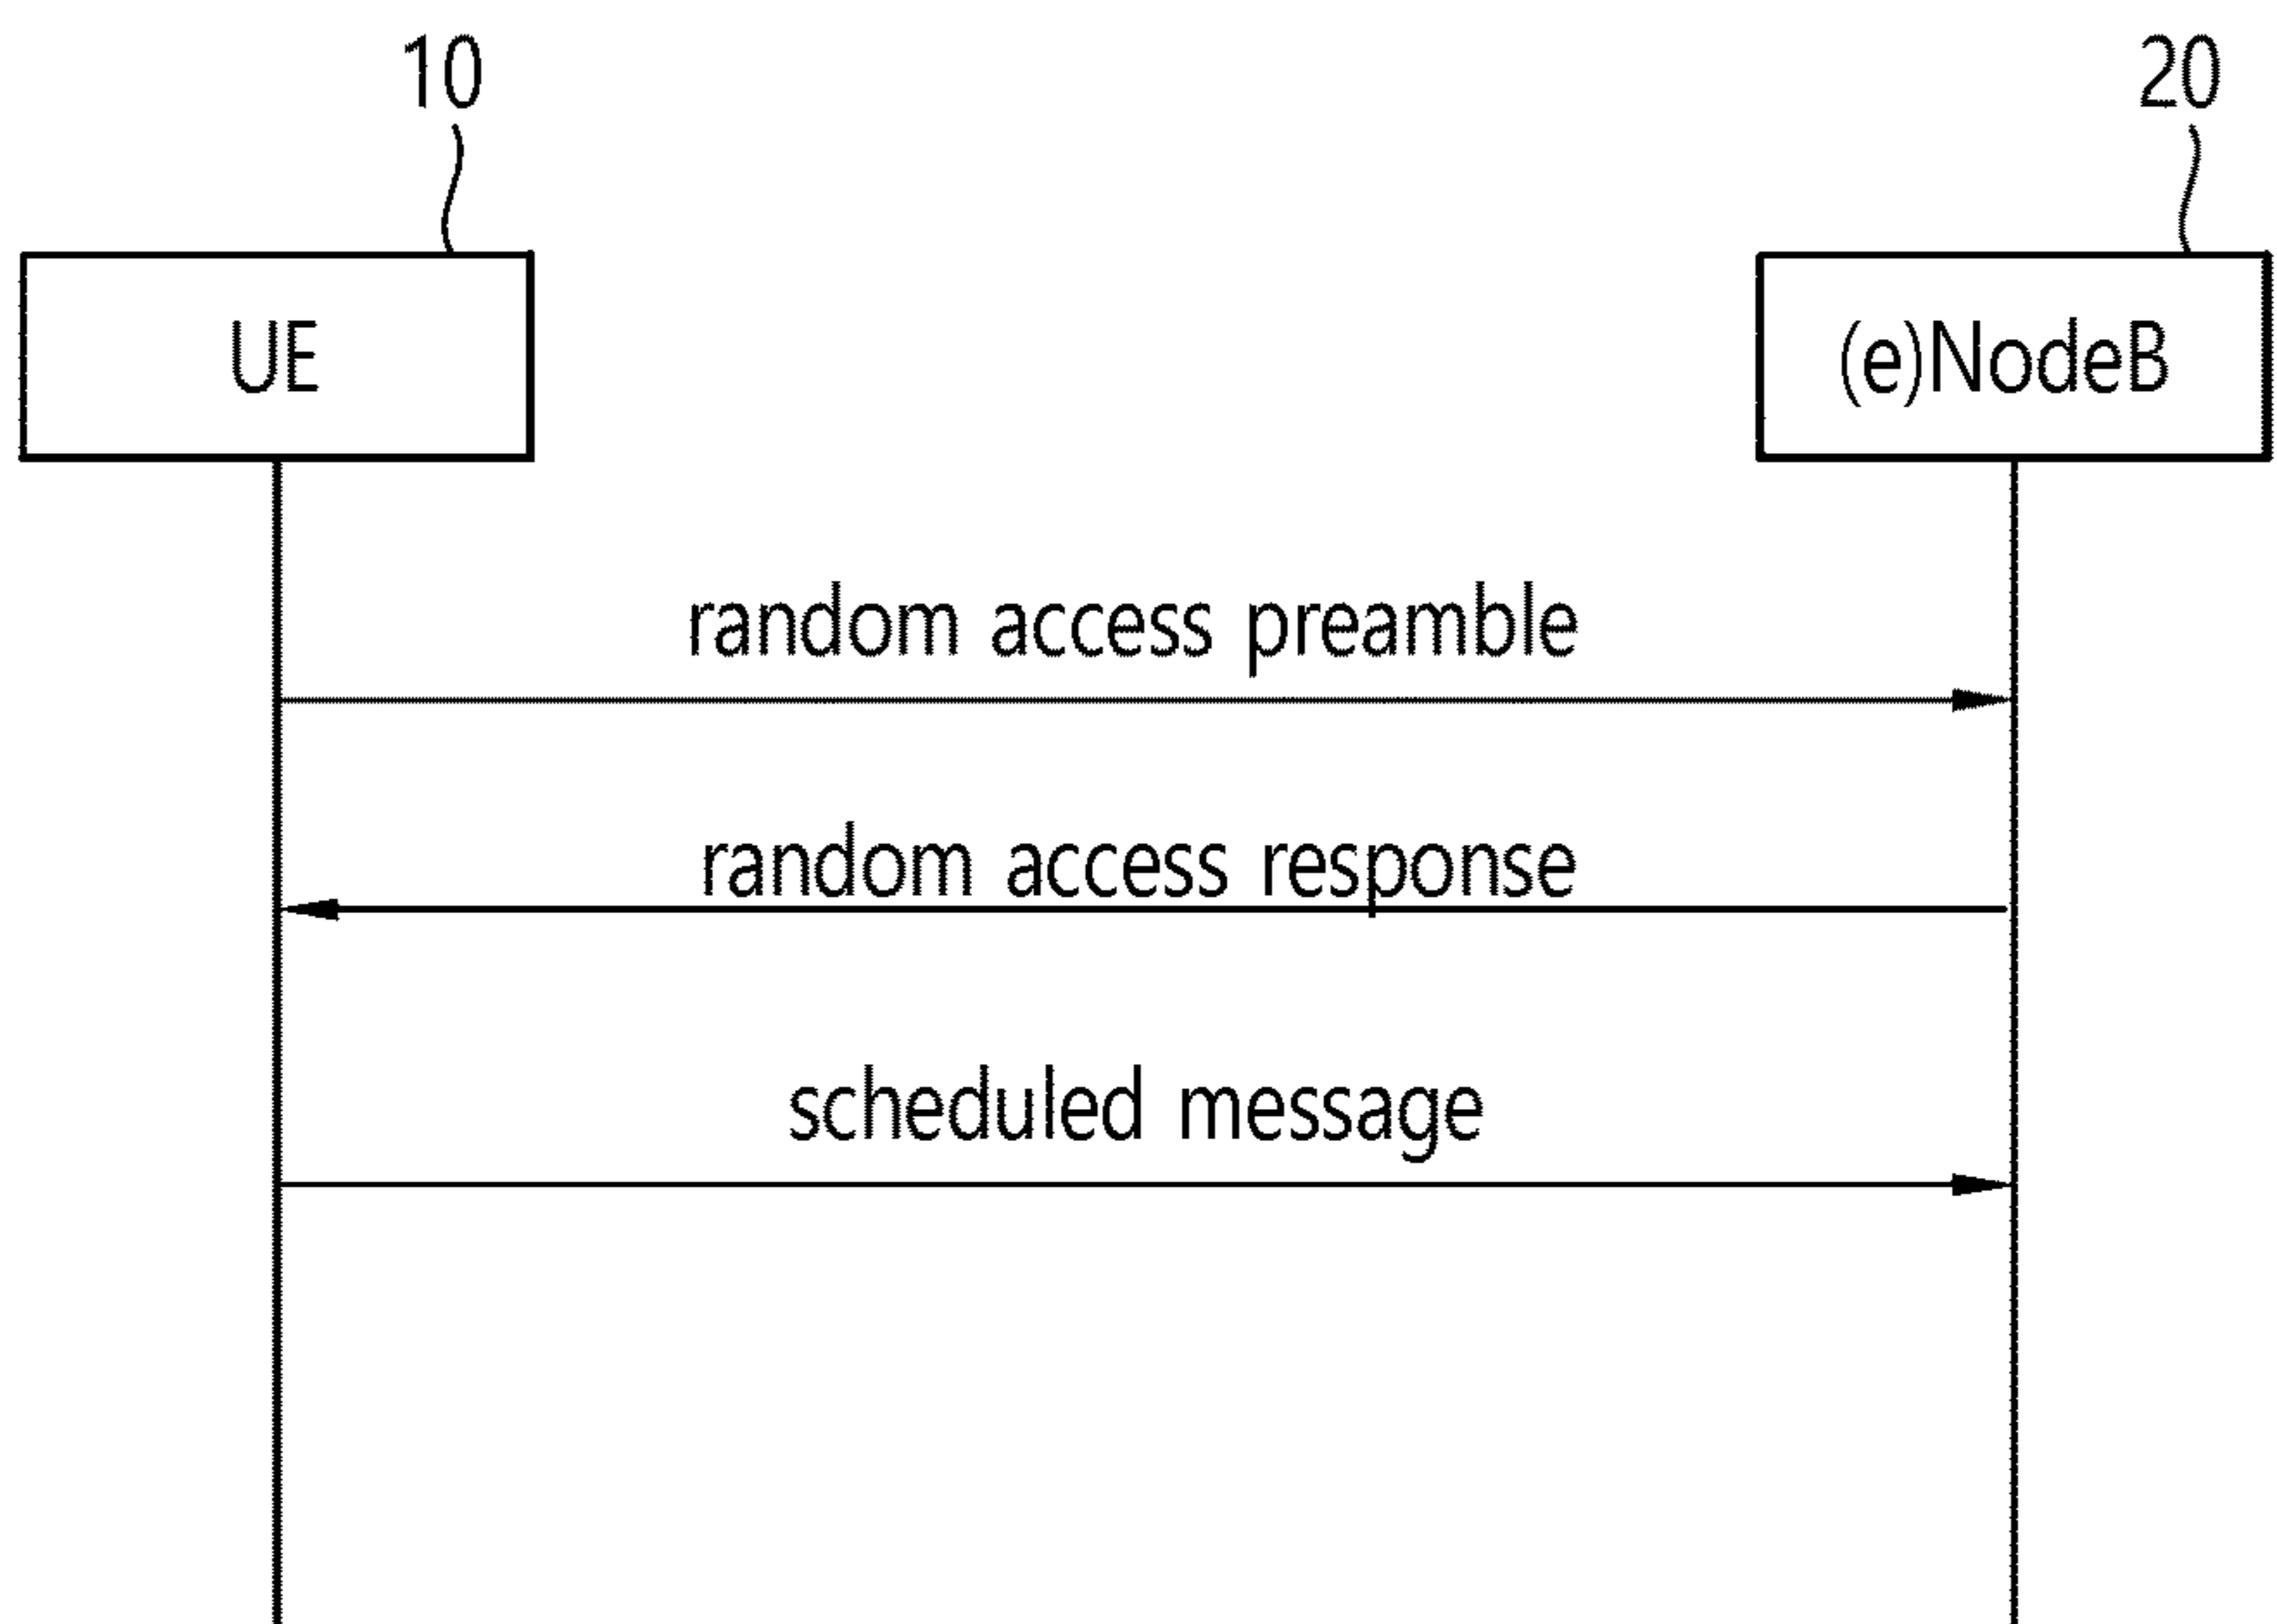 10
20
UE
(e)NodeB
random access preamble
random access response
scheduled message